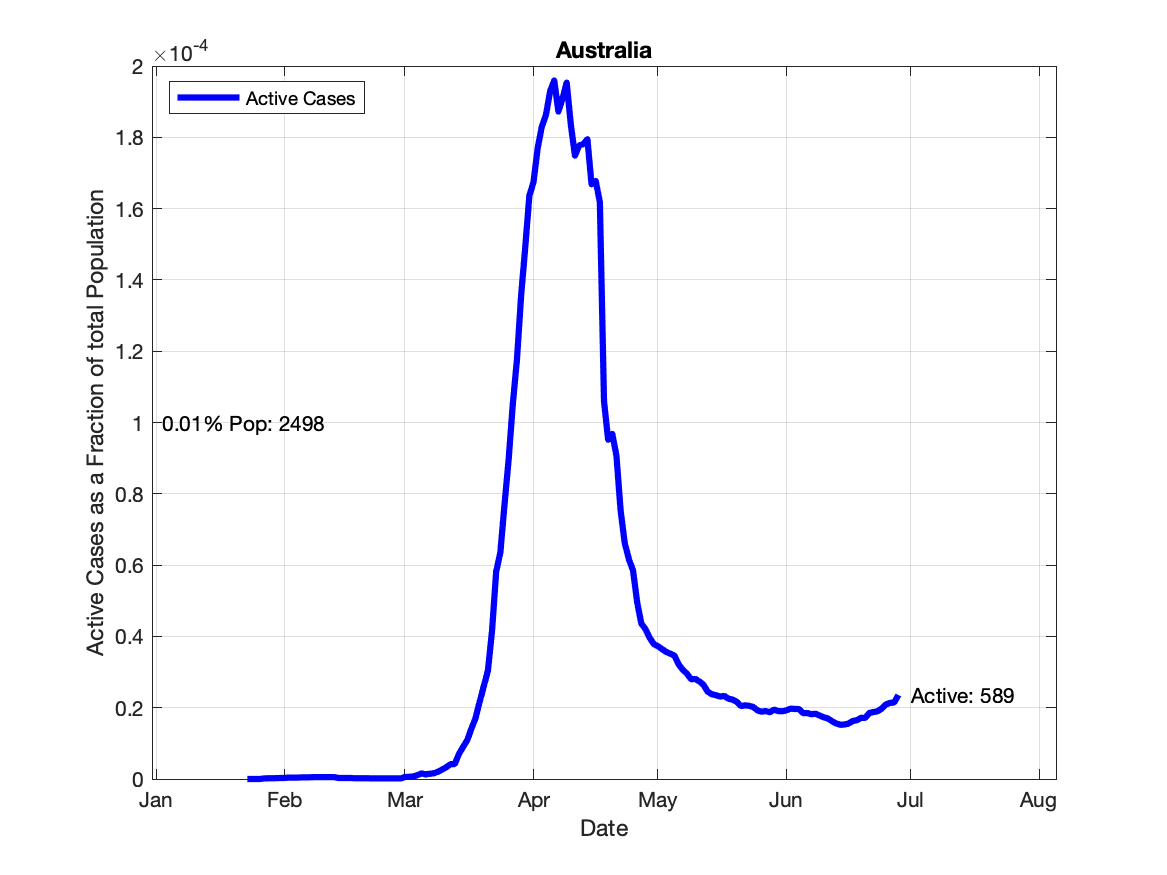 Australia
×10-4
Active Cases
2
1.8
1.6
1.4
1.2
1
0.8
0.6
0.4
0.2
0
Active Cases as a Fraction of total Population
0.01% Pop: 2498
Active: 589
Jan Feb Mar Apr May Jun Jul Aug
Date